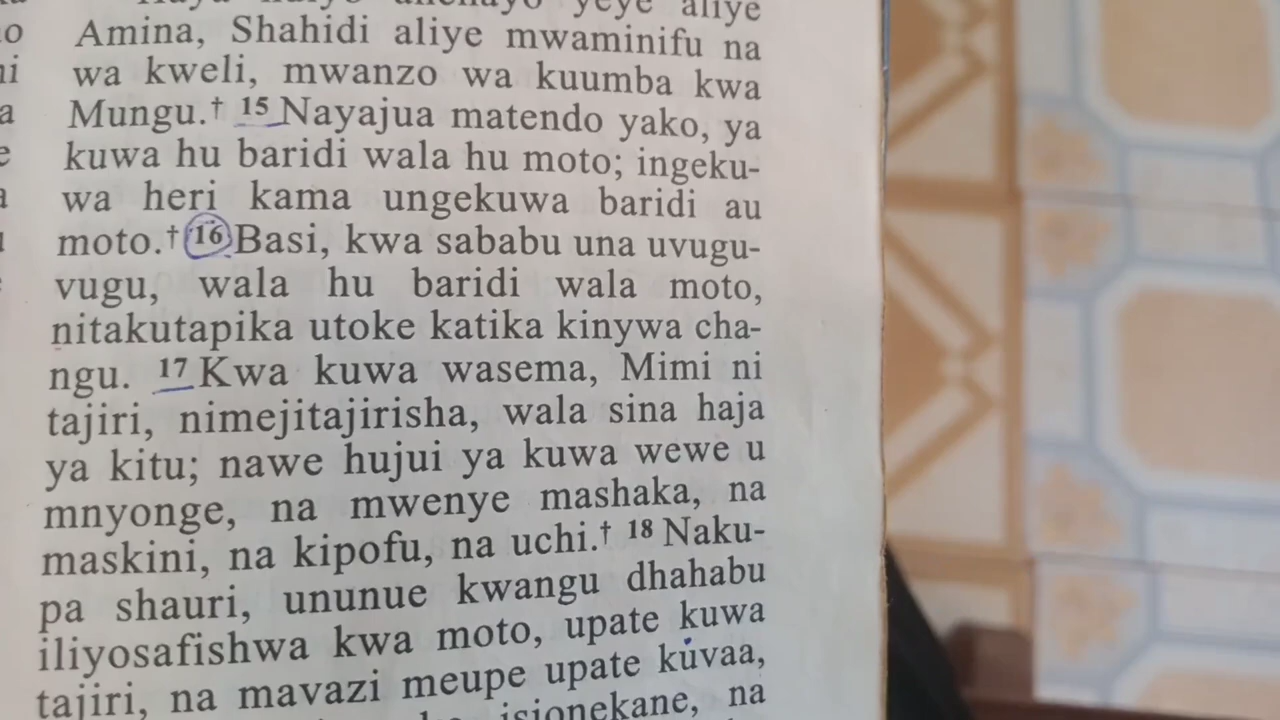 yeye aliye
Amina, Shahidi aliye mwaminifu na
wa kweli, mwanzo wa kuumba kwa
Mungu.† 15 Nayajua matendo yako, ya
kuwa hu baridi wala hu moto; ingeku-
wa heri kama ungekuwa baridi au
moto.† 16 Basi, kwa sababu una uvugu-
vugu, wala hu baridi wala moto,
nitakutapika utoke katika kinywa cha-
ngu. 17 Kwa kuwa wasema, Mimi ni
tajiri, nimejitajirisha, wala sina haja
ya kitu; nawe hujui ya kuwa wewe u
mnyonge, na mwenye mashaka, na
maskini, na kipofu, na uchi.† 18 Naku-
pa shauri, ununue kwangu dhahabu
iliyosafishwa kwa moto, upate kuwa
tajiri, na mavazi meupe upate kuvaa,
isionekane, na